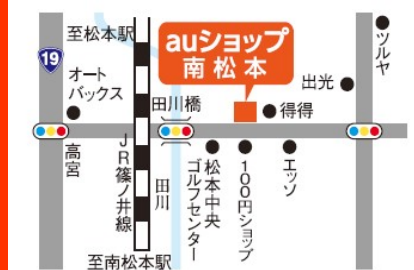 至松本駅
auショップ
南松本
ツルヤ
19
オート
バックス
出光
田川橋
得得
高宮
JR篠ノ井線
田川
松本中央
ゴルフセンター
100円ショップ
エッソ
至南松本駅